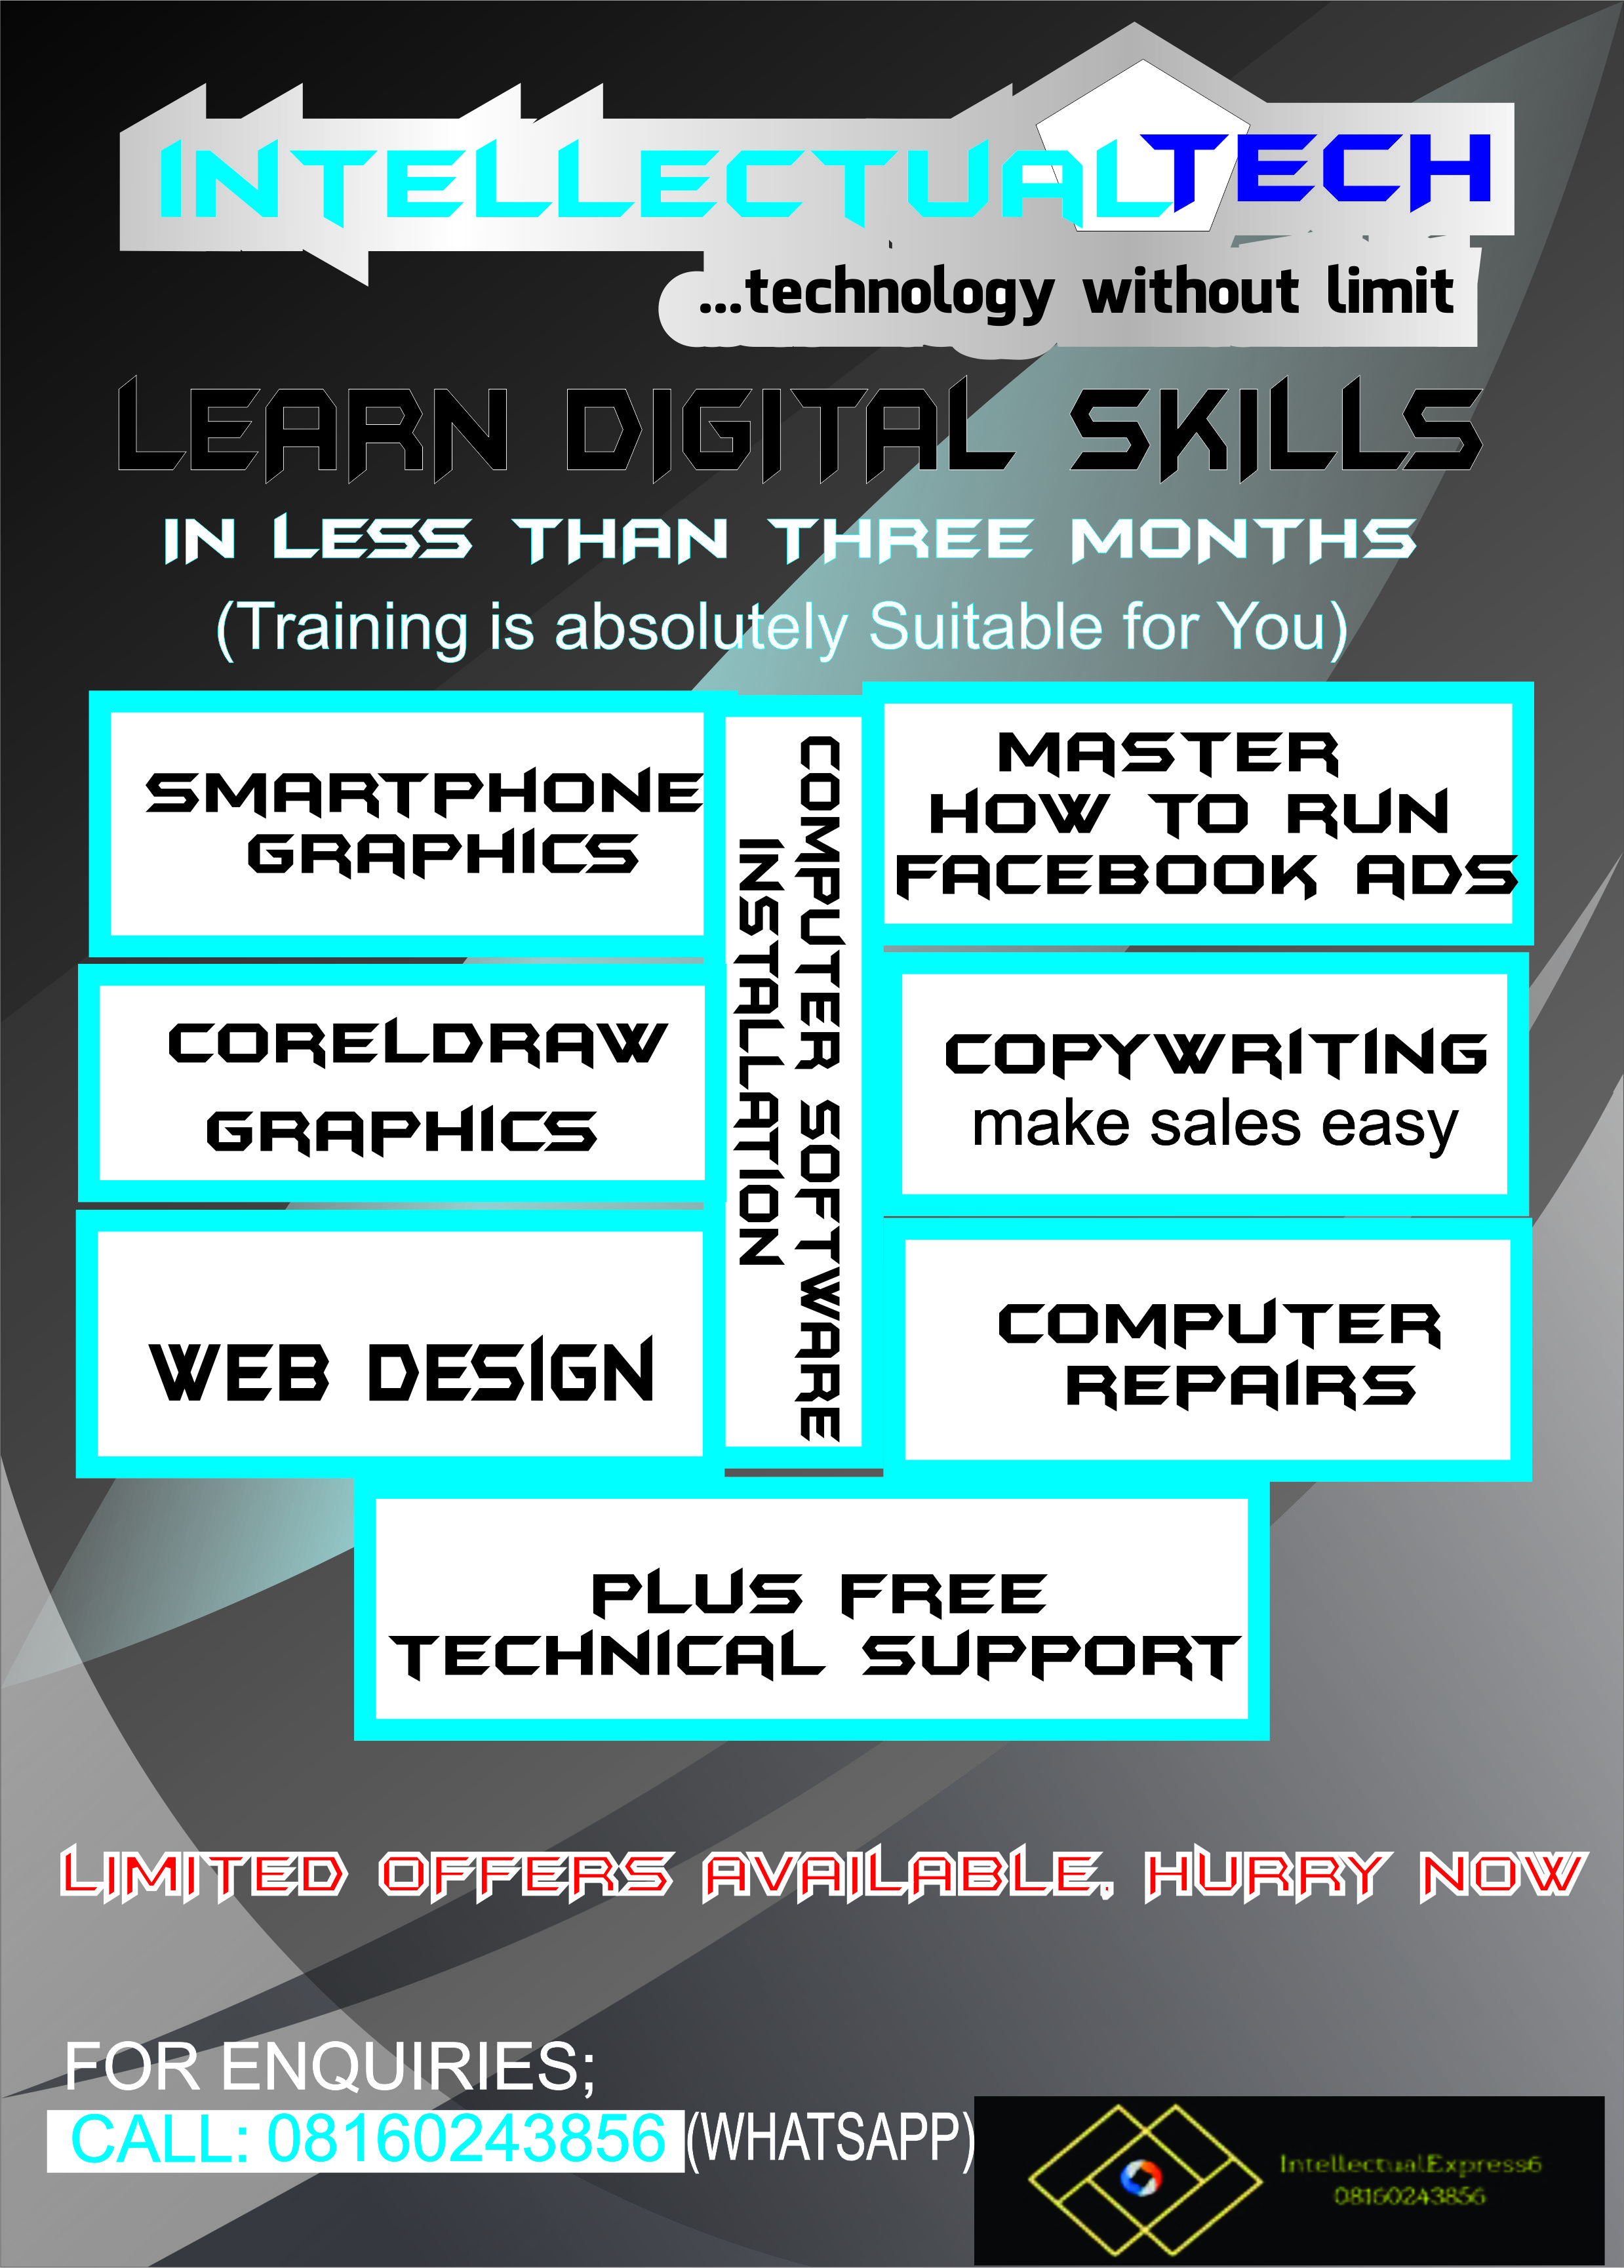 INTELLECTUALTECH
...technology without limit
LEARN DIGITAL SKILLS
IN LESS THAN THREE MONTHS
(Training is absolutely Suitable for You)
SMARTPHONE
GRAPHICS
CORELDRAW
GRAPHICS
WEB DESIGN
COMPUTER SOFTWARE
INSTALLATION
MASTER
HOW TO RUN
FACEBOOK ADS
COPYWRITING
make sales easy
COMPUTER
REPAIRS
PLUS FREE
TECHNICAL SUPPORT
LIMITED OFFERS AVAILABLE, HURRY NOW
FOR ENQUIRIES;
CALL: 08160243856 (WHATSAPP)
IntellectualExpress6
08160243856